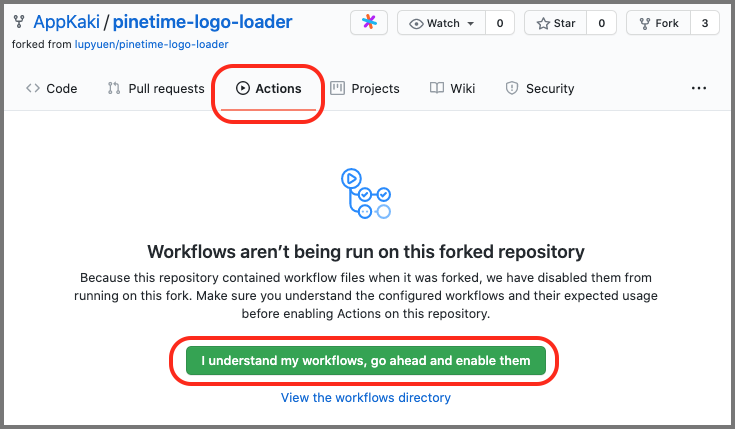 AppKaki / pinetime-logo-loader
Watch 0 Star 0 Fork 3
forked from lupyuen/pinetime-logo-loader
Code Pull requests Actions Projects Wiki Security
Workflows aren’t being run on this forked repository
Because this repository contained workflow files when it was forked, we have disabled them from
running on this fork. Make sure you understand the configured workflows and their expected usage
before enabling Actions on this repository.
I understand my workflows, go ahead and enable them
View the workflows directory